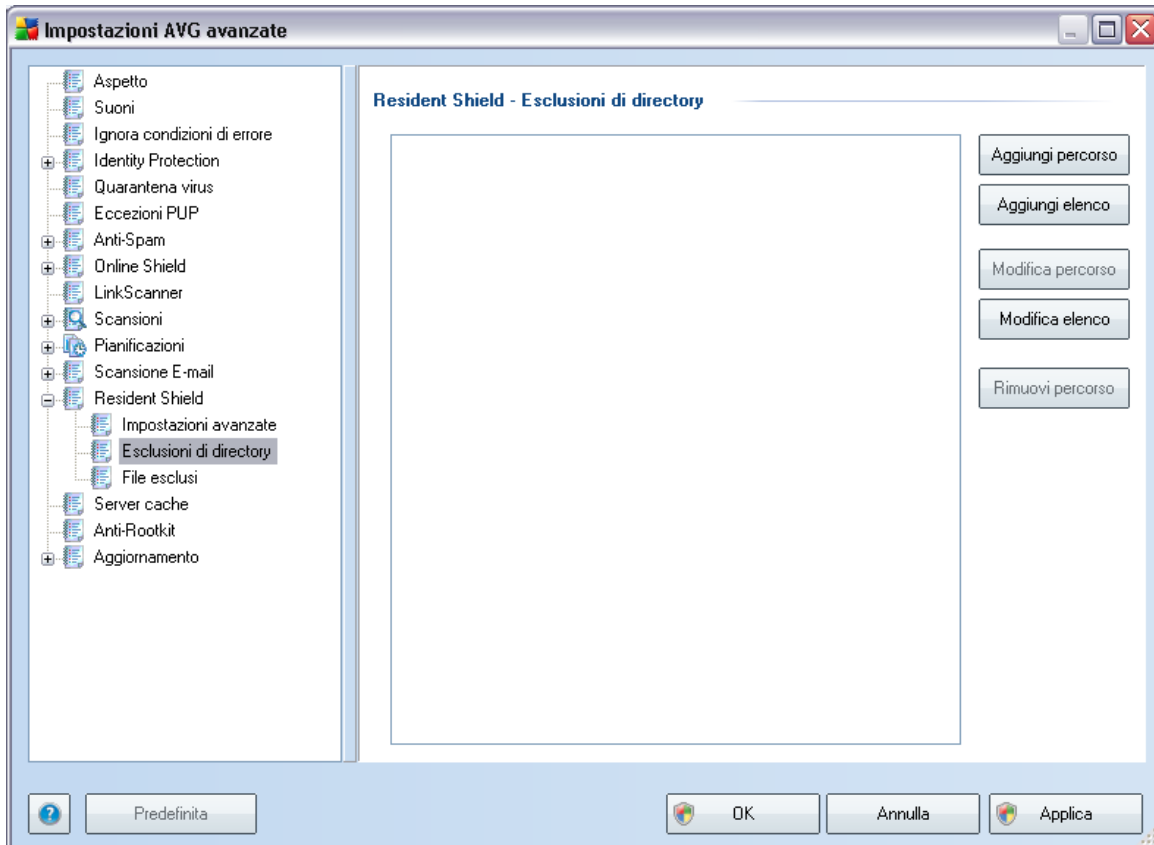 Impostazioni AVG avanzate
Aspetto
Suoni
Ignora condizioni di errore
Identity Protection
Quarantena virus
Eccezioni PUP
Anti-Spam
Online Shield
LinkScanner
Scansioni
Pianificazioni
Scansione E-mail
Resident Shield
Impostazioni avanzate
Esclusioni di directory
File esclusi
Server cache
Anti-Rootkit
Aggiornamento
Resident Shield - Esclusioni di directory
Aggiungi percorso
Aggiungi elenco
Modifica percorso
Modifica elenco
Rimuovi percorso
?
Predefinita
OK
Annulla
Applica